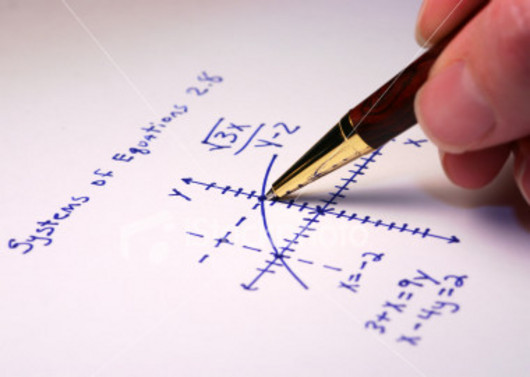 Systems of Equations 2.8
√3x/y-2
x
y
x=-2
3+x=9y
x-4y=2